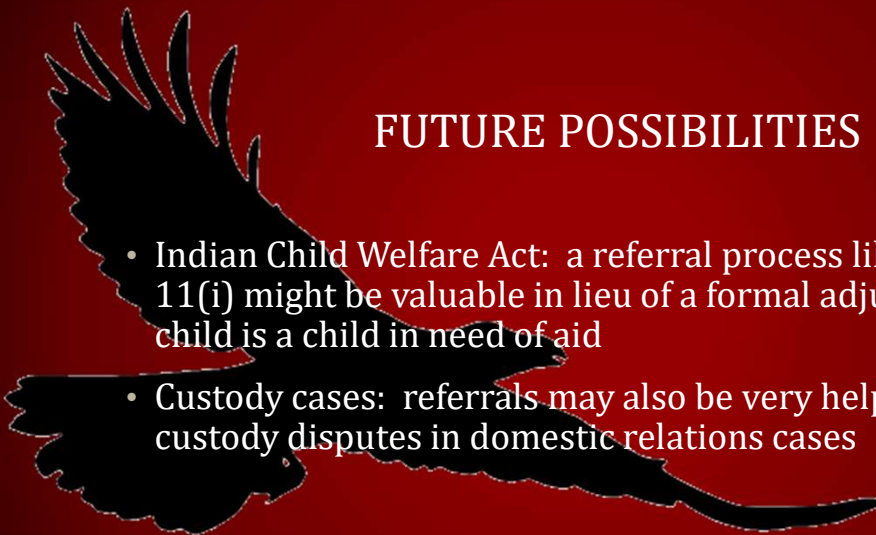 FUTURE POSSIBILITIES
• Indian Child Welfare Act: a referral process
11(i) might be valuable in lieu of a formal
child is a child in need of aid
• Custody cases: referrals may also be very
custody disputes in domestic relations cases